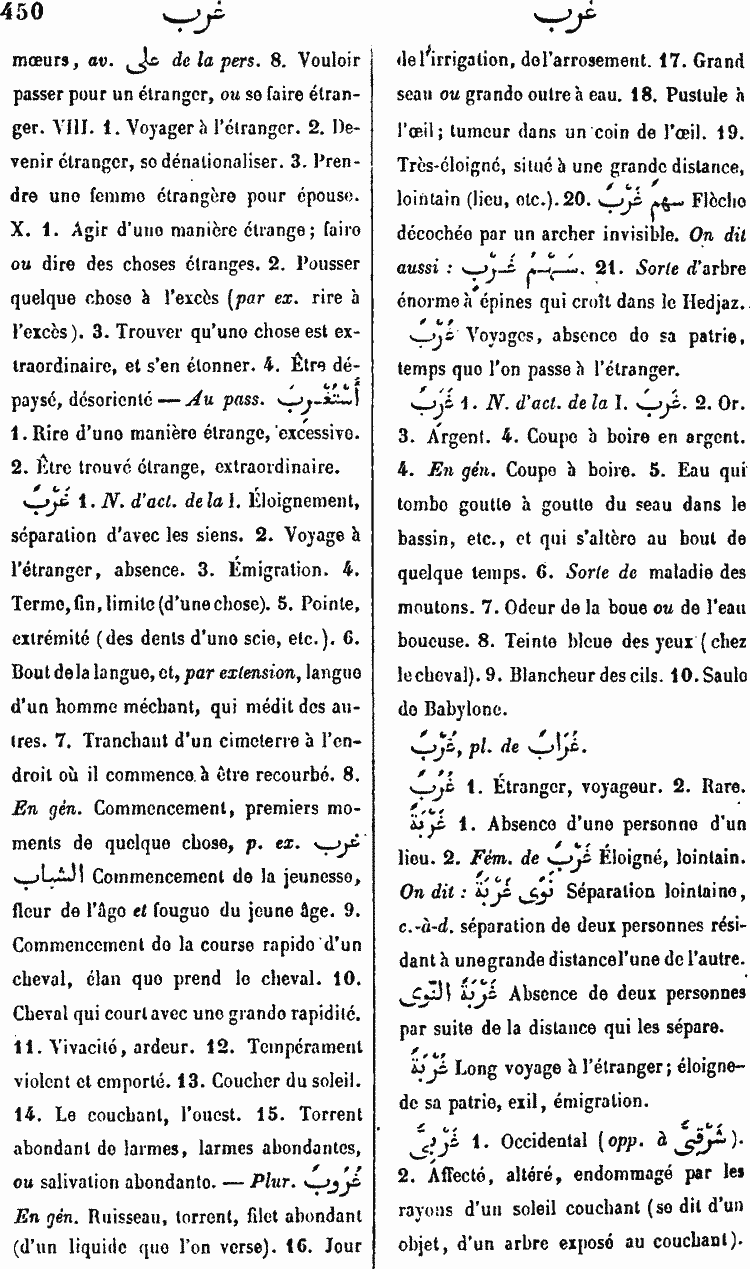 450 غرب غرب
mœurs, av. على de la pers. 8. Vouloir
passer pour un étranger, ou se faire étran-
ger. VIII. 1. Voyager à l'étranger. 2. De-
venir étranger, se dénationaliser. 3. Pren-
dre une femme étrangère pour épouse.
X. 1. Agir d'une manière étrange; faire
ou dire des choses étranges. 2. Pousser
quelque chose à l'excès (par ex. rire à
l'excès). 3. Trouver qu'une chose est ex-
traordinaire, et s'en étonner. 4. Être dé-
paysé, désorienté — Au pass. أُسْتُغْرِبَ
1. Rire d'une manière étrange, excessive.
2. Être trouvé étrange, extraordinaire.
غَرْبٌ 1. N. d'act. de la I. Éloignement,
séparation d'avec les siens. 2. Voyage à
l'étranger, absence. 3. Émigration. 4.
Terme, fin, limite (d'une chose). 5. Pointe,
extrémité (des dents d'une scie, etc.). 6.
Bout de la langue, et, par extension, langue
d'un homme méchant, qui médit des au-
tres. 7. Tranchant d'un cimeterre à l'en-
droit où il commence à être recourbé. 8.
En gén. Commencement, premiers mo-
ments de quelque chose, p. ex. غرب
الشباب Commencement de la jeunesse,
fleur de l'âge et fougue du jeune âge. 9.
Commencement de la course rapide d'un
cheval, élan que prend le cheval. 10.
Cheval qui court avec une grande rapidité.
11. Vivacité, ardeur. 12. Tempérament
violent et emporté. 13. Coucher du soleil.
14. Le couchant, l'ouest. 15. Torrent
abondant de larmes, larmes abondantes,
ou salivation abondante. — Plur. غُرُوبٌ
En gén. Ruisseau, torrent, filet abondant
(d'un liquide que l'on verse). 16. Jour
de l'irrigation, de l'arrosement. 17. Grand
seau ou grande outre à eau. 18. Pustule à
l'œil; tumeur dans un coin de l'œil. 19.
Très-éloigné, situé à une grande distance,
lointain (lieu, etc.). 20. سهمُ غَرْبٌ Flèche
décochée par un archer invisible. On dit
aussi : سَهْمُ غَرْبٍ. 21. Sorte d'arbre
énorme à épines qui croît dans le Hedjaz.
غُرْبٌ Voyages, absence de sa patrie,
temps que l'on passe à l'étranger.
غَرَبٌ 1. N. d'act. de la I. غَرِبَ. 2. Or.
3. Argent. 4. Coupe à boire en argent.
4. En gén. Coupe à boire. 5. Eau qui
tombe goutte à goutte du seau dans le
bassin, etc., et qui s'altère au bout de
quelque temps. 6. Sorte de maladie des
moutons. 7. Odeur de la boue ou de l'eau
boueuse. 8. Teinte bleue des yeux (chez
le cheval). 9. Blancheur des cils. 10. Saule
de Babylone.
غُرْبٌ, pl. de غُرَابٌ.
غُرُبٌ 1. Étranger, voyageur. 2. Rare.
غَرْبَةٌ 1. Absence d'une personne d'un
lieu. 2. Fém. de غَرْبٌ Éloigné, lointain.
On dit : نَوًى غَرْبَةٌ Séparation lointaine,
c.-à-d. séparation de deux personnes rési-
dant à une grande distance l'une de l'autre.
غَرْبَةُ النَّوى Absence de deux personnes
par suite de la distance qui les sépare.
غُرْبَةٌ Long voyage à l'étranger; éloigne-
de sa patrie, exil, émigration.
غَرْبِىٌّ 1. Occidental (opp. à شَرْقِىٌّ).
2. Affecté, altéré, endommagé par les
rayons d'un soleil couchant (se dit d'un
objet, d'un arbre exposé au couchant).